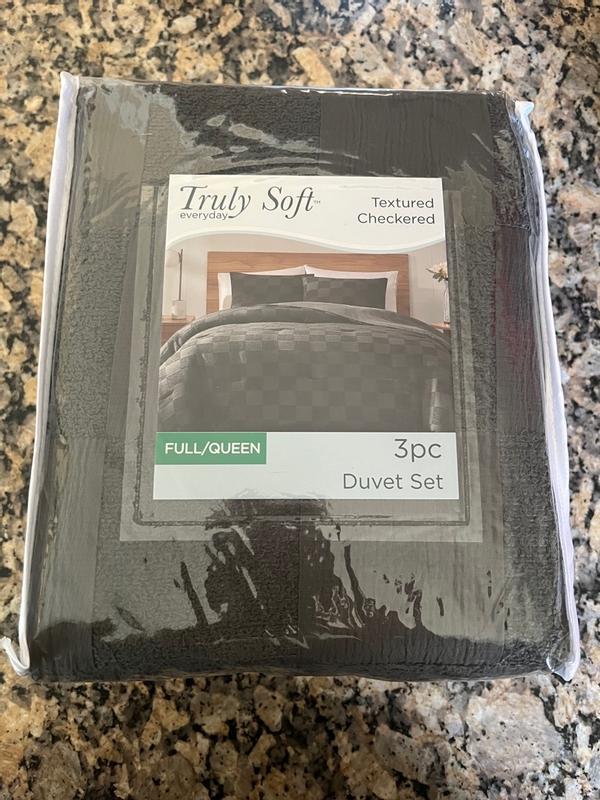 Truly Soft™
everyday
Textured
Checkered
FULL/QUEEN
3pc
Duvet Set